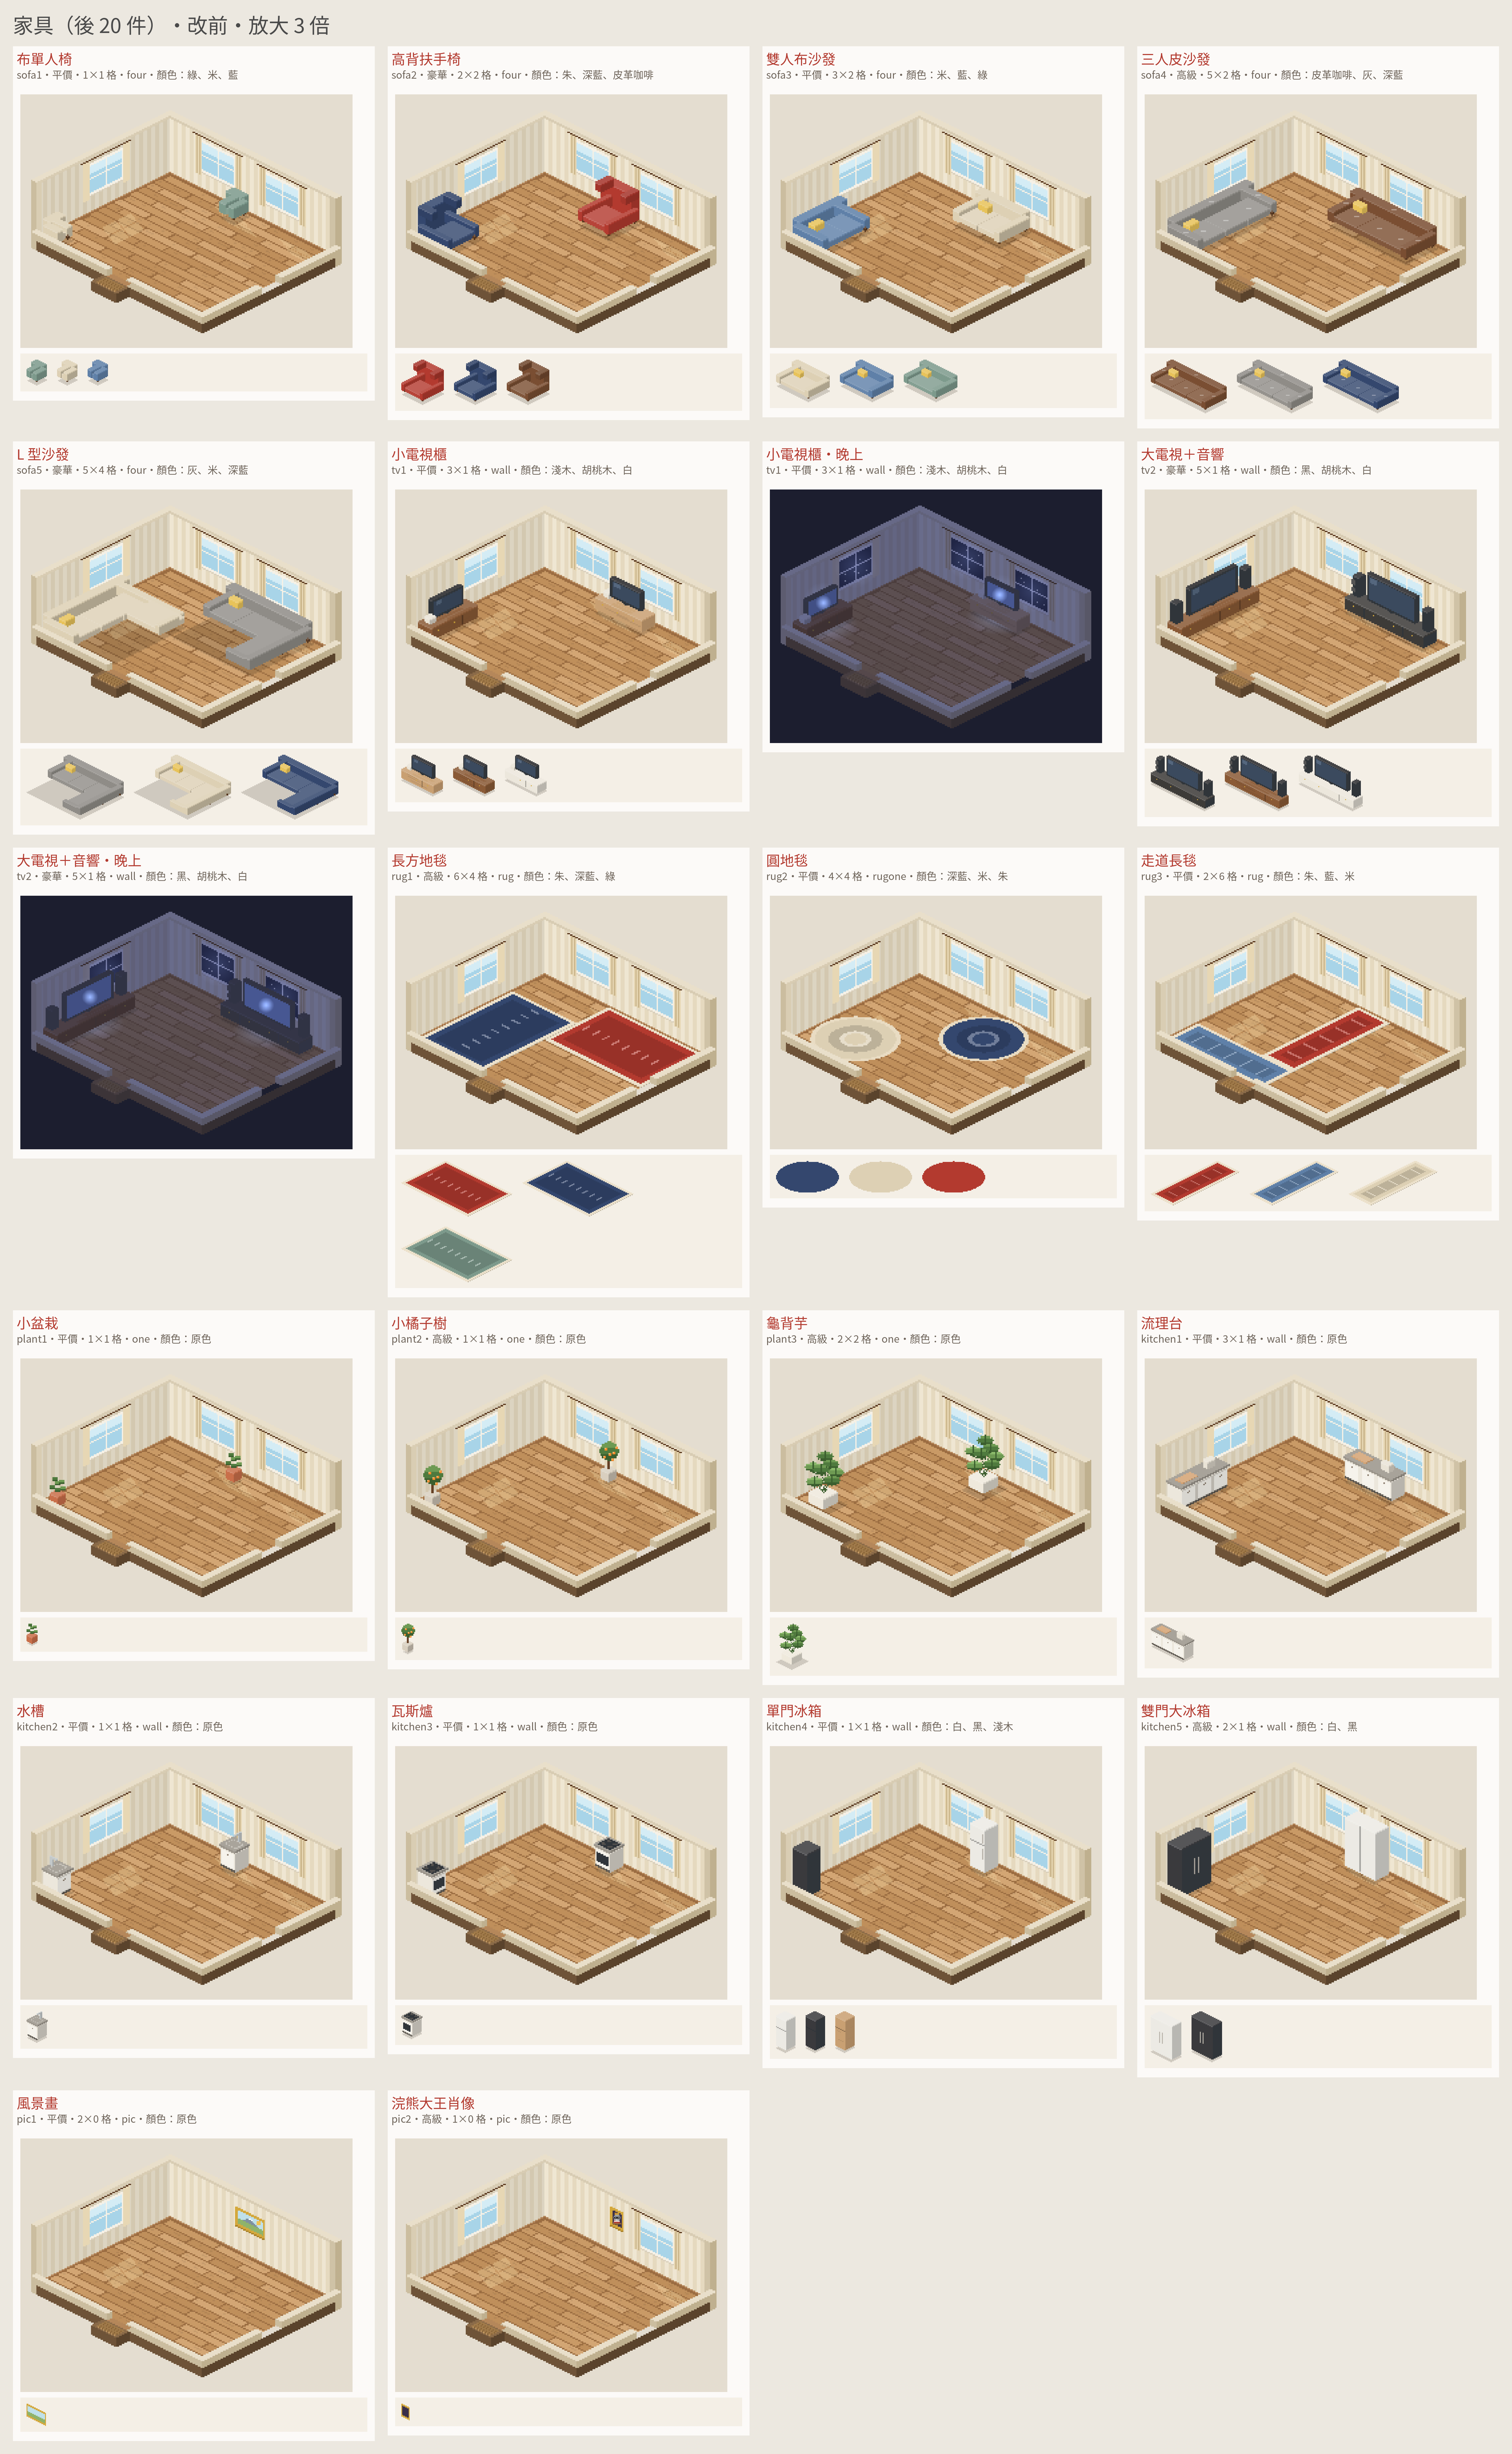 家具（後 20 件）・改前・放大 3 倍
布單人椅
sofa1・平價・1×1 格・four・顏色：綠、米、藍
高背扶手椅
sofa2・豪華・2×2 格・four・顏色：朱、深藍、皮革咖啡
雙人布沙發
sofa3・平價・3×2 格・four・顏色：米、藍、綠
三人皮沙發
sofa4・高級・5×2 格・four・顏色：皮革咖啡、灰、深藍
L 型沙發
sofa5・豪華・5×4 格・four・顏色：灰、米、深藍
小電視櫃
tv1・平價・3×1 格・wall・顏色：淺木、胡桃木、白
小電視櫃・晚上
tv1・平價・3×1 格・wall・顏色：淺木、胡桃木、白
大電視＋音響
tv2・豪華・5×1 格・wall・顏色：黑、胡桃木、白
大電視＋音響・晚上
tv2・豪華・5×1 格・wall・顏色：黑、胡桃木、白
長方地毯
rug1・高級・6×4 格・rug・顏色：朱、深藍、綠
圓地毯
rug2・平價・4×4 格・rugone・顏色：深藍、米、朱
走道長毯
rug3・平價・2×6 格・rug・顏色：朱、藍、米
小盆栽
plant1・平價・1×1 格・one・顏色：原色
小橘子樹
plant2・高級・1×1 格・one・顏色：原色
龜背芋
plant3・高級・2×2 格・one・顏色：原色
流理台
kitchen1・平價・3×1 格・wall・顏色：原色
水槽
kitchen2・平價・1×1 格・wall・顏色：原色
瓦斯爐
kitchen3・平價・1×1 格・wall・顏色：原色
單門冰箱
kitchen4・平價・1×1 格・wall・顏色：白、黑、淺木
雙門大冰箱
kitchen5・高級・2×1 格・wall・顏色：白、黑
風景畫
pic1・平價・2×0 格・pic・顏色：原色
浣熊大王肖像
pic2・高級・1×0 格・pic・顏色：原色